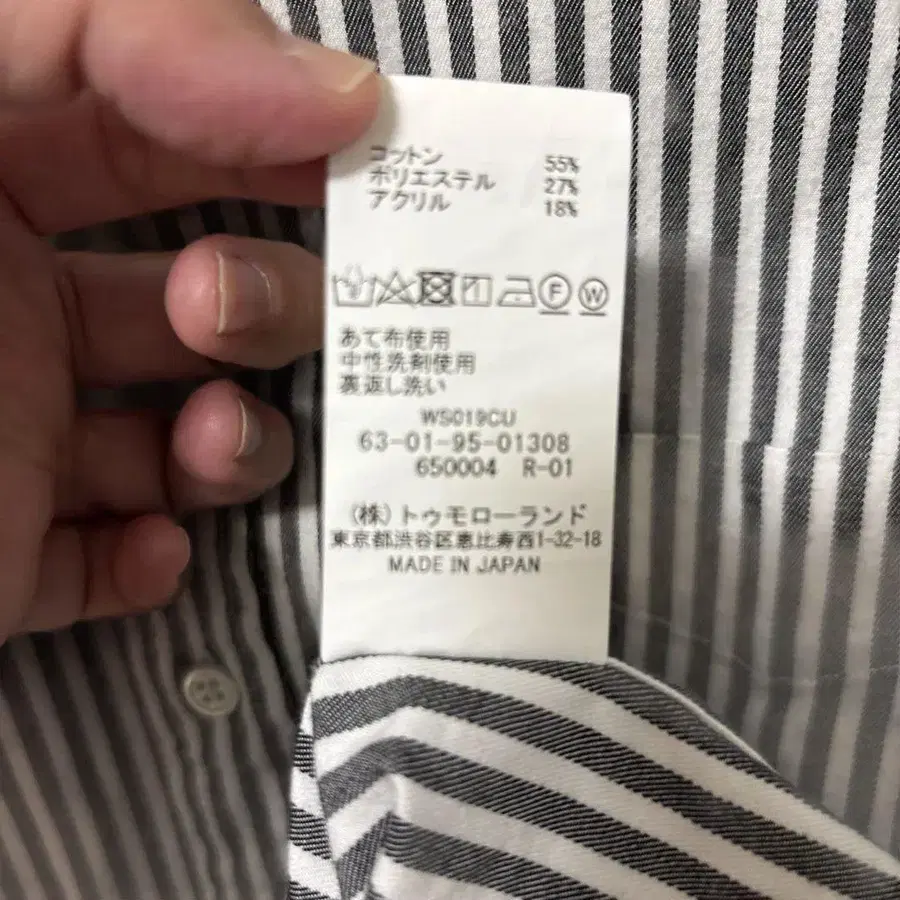 コットン 55%
ポリエステル 27%
アクリル 18%
F W
あて布使用
中性洗剤使用
裏返し洗い
WS019CU
63-01-95-01308
650004 R-01
(株)トゥモローランド
東京都渋谷区恵比寿西1-32-18
MADE IN JAPAN